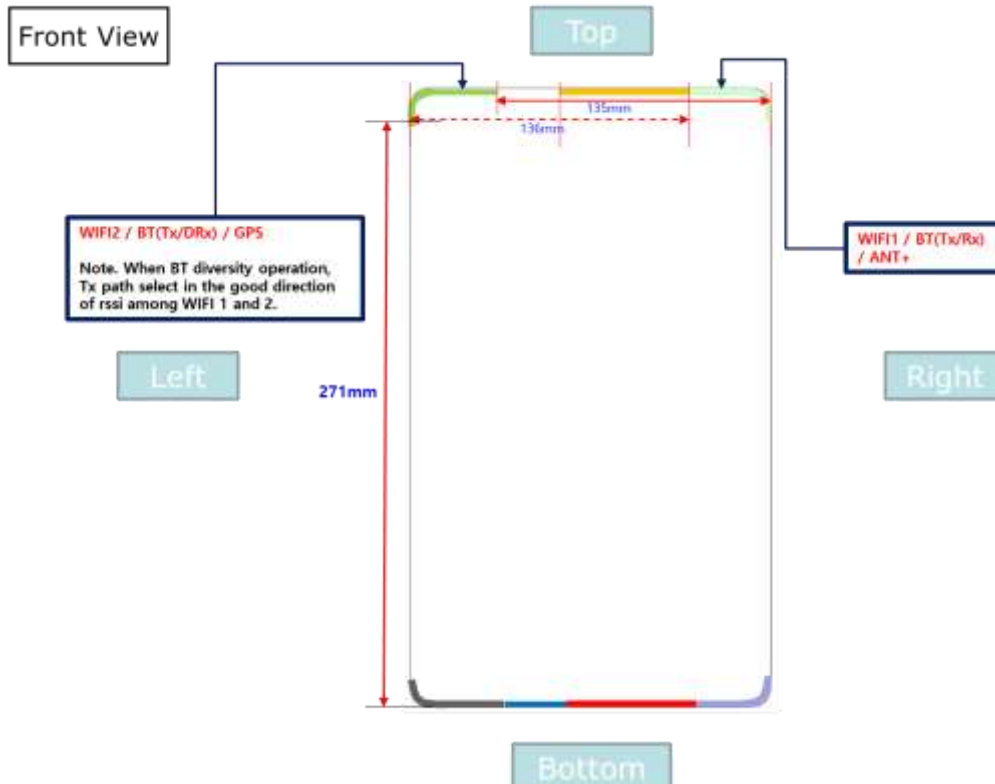 Front View
Top
135mm
136mm
WIFI2 / BT(Tx/DRx) / GPS
Note. When BT diversity operation,
Tx path select in the good direction
of rssi among WIFI 1 and 2.
WIFI1 / BT(Tx/Rx)
/ ANT+
Left
Right
271mm
Bottom